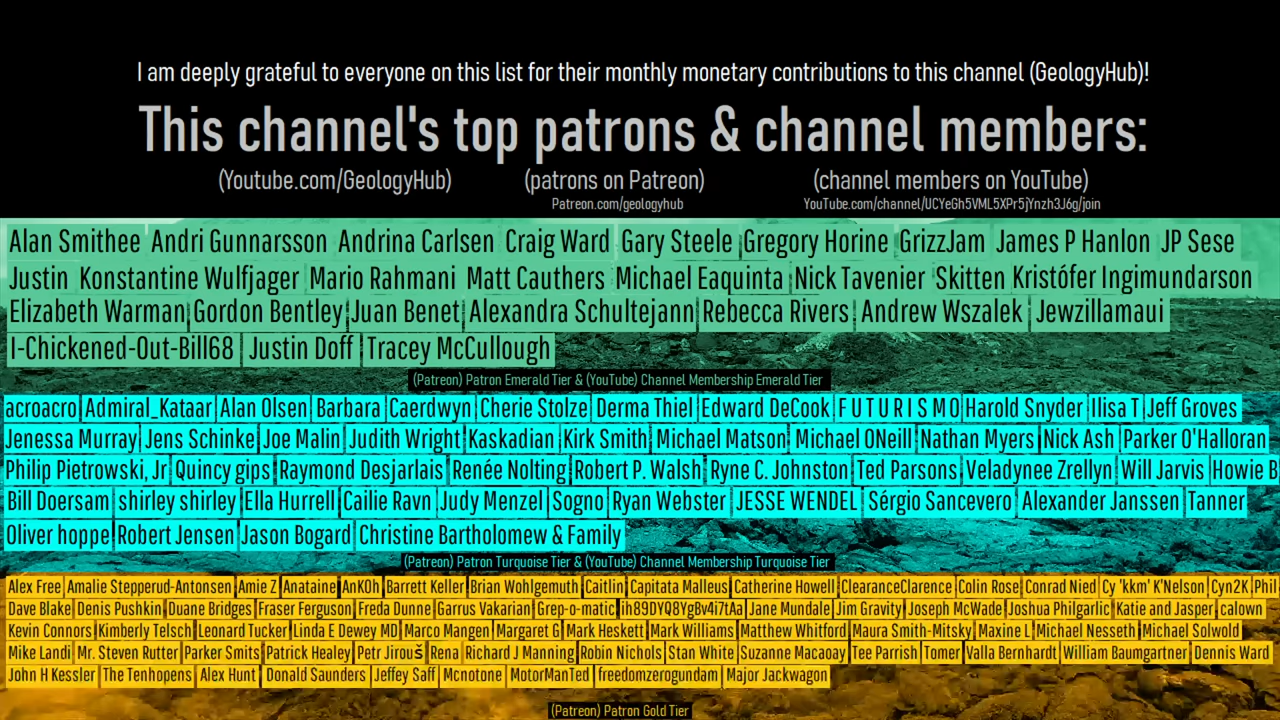 I am deeply grateful to everyone on this list for their monthly monetary contributions to this channel (GeologyHub)!
This channel's top patrons & channel members:
(Youtube.com/GeologyHub) (patrons on Patreon) (channel members on YouTube)
Patreon.com/geologyhub YouTube.com/channel/UCYeGh5VML5XPr5jYnzh3J6g/join
Alan Smithee Andri Gunnarsson Andrina Carlsen Craig Ward Gary Steele Gregory Horine GrizzJam James P Hanlon JP Sese
Justin Konstantine Wulfjager Mario Rahmani Matt Cauthers Michael Eaquinta Nick Tavenier Skitten Kristófer Ingimundarson
Elizabeth Warman Gordon Bentley Juan Benet Alexandra Schultejann Rebecca Rivers Andrew Wszalek Jewzillamaui
I-Chickened-Out-Bill68 Justin Doff Tracey McCullough
(Patreon) Patron Emerald Tier & (YouTube) Channel Membership Emerald Tier
acroacro Admiral_Kataar Alan Olsen Barbara Caerdwyn Cherie Stolze Derma Thiel Edward DeCook F U T U R I S M O Harold Snyder Ilisa T Jeff Groves
Jenessa Murray Jens Schinke Joe Malin Judith Wright Kaskadian Kirk Smith Michael Matson Michael ONeill Nathan Myers Nick Ash Parker O'Halloran
Philip Pietrowski, Jr Quincy gips Raymond Desjarlais Renée Nolting Robert P. Walsh Ryne C. Johnston Ted Parsons Veladynee Zrellyn Will Jarvis Howie B
Bill Doersam shirley shirley Ella Hurrell Cailie Ravn Judy Menzel Sogno Ryan Webster JESSE WENDEL Sérgio Sancevero Alexander Janssen Tanner
Oliver hoppe Robert Jensen Jason Bogard Christine Bartholomew & Family
(Patreon) Patron Turquoise Tier & (YouTube) Channel Membership Turquoise Tier
Alex Free Amalie Stepperud-Antonsen Amie Z Anataine AnKOh Barrett Keller Brian Wohlgemuth Caitlin Capitata Malleus Catherine Howell ClearanceClarence Colin Rose Conrad Nied Cy 'kkm' K'Nelson Cyn2K Phil
Dave Blake Denis Pushkin Duane Bridges Fraser Ferguson Freda Dunne Garrus Vakarian Grep-o-matic ih89DYQ8YgBv4i7tAa Jane Mundale Jim Gravity Joseph McWade Joshua Philgarlic Katie and Jasper calown
Kevin Connors Kimberly Telsch Leonard Tucker Linda E Dewey MD Marco Mangen Margaret G Mark Heskett Mark Williams Matthew Whitford Maura Smith-Mitsky Maxine L Michael Nesseth Michael Solwold
Mike Landi Mr. Steven Rutter Parker Smits Patrick Healey Petr Jirouš Rena Richard J Manning Robin Nichols Stan White Suzanne Macaoay Tee Parrish Tomer Valla Bernhardt William Baumgartner Dennis Ward
John H Kessler The Tenhopens Alex Hunt Donald Saunders Jeffey Saff Mcnotone MotorManTed freedomzerogundam Major Jackwagon
(Patreon) Patron Gold Tier